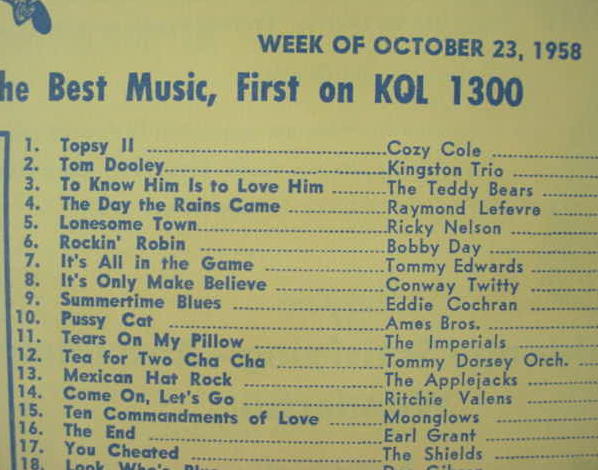 WEEK OF OCTOBER 23, 1958
he Best Music, First on KOL 1300
1. Topsy II Cozy Cole
2. Tom Dooley Kingston Trio
3. To Know Him Is to Love Him The Teddy Bears
4. The Day the Rains Came Raymond Lefevre
5. Lonesome Town Ricky Nelson
6. Rockin' Robin Bobby Day
7. It's All in the Game Tommy Edwards
8. It's Only Make Believe Conway Twitty
9. Summertime Blues Eddie Cochran
10. Pussy Cat Ames Bros.
11. Tears On My Pillow The Imperials
12. Tea for Two Cha Cha Tommy Dorsey Orch.
13. Mexican Hat Rock The Applejacks
14. Come On, Let's Go Ritchie Valens
15. Ten Commandments of Love Moonglows
16. The End Earl Grant
17. You Cheated The Shields
18. Look Who's